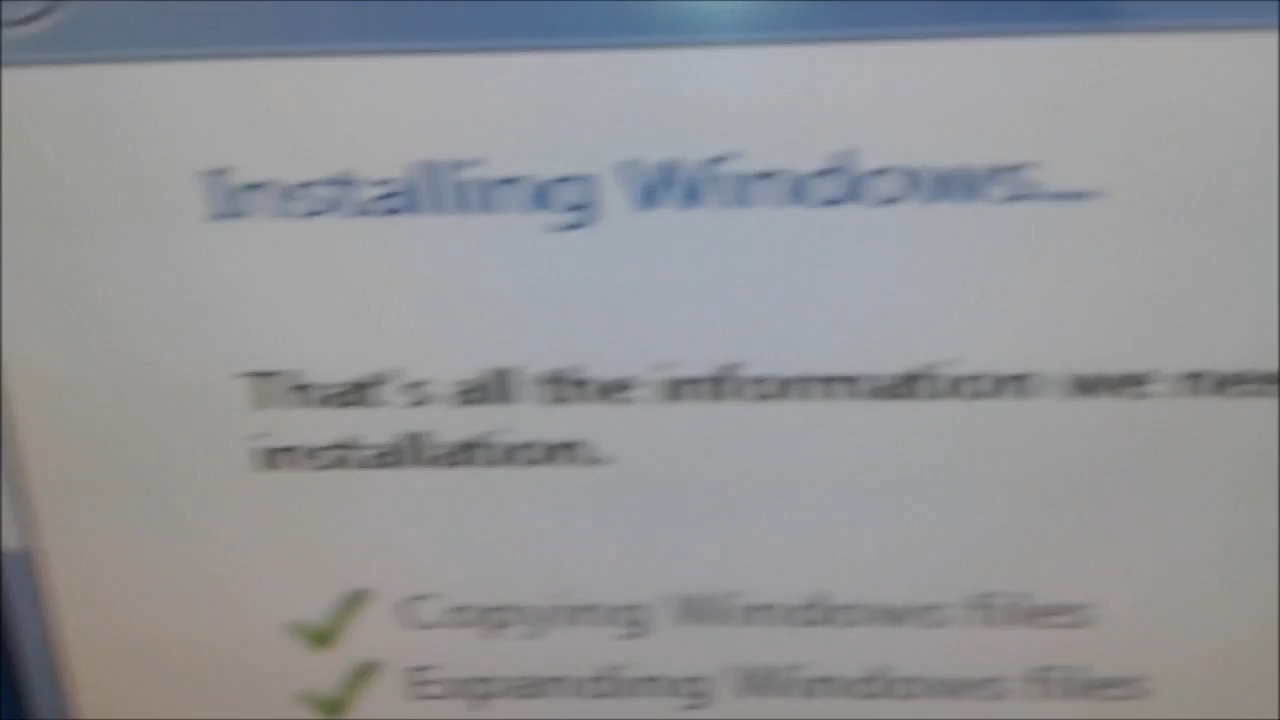 Installing Windows...
That's all the information we
installation.
Copying Windows files
Expanding Windows files